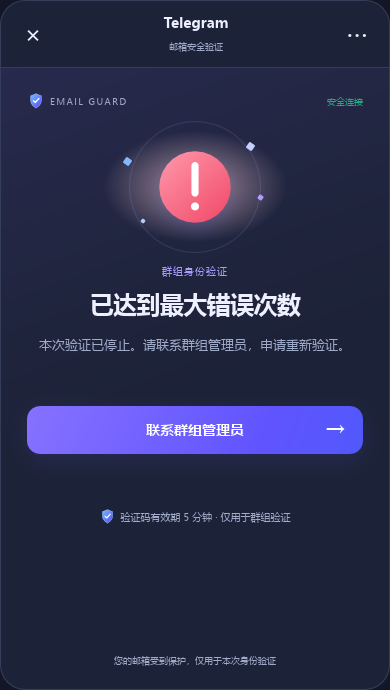 Telegram
邮箱安全验证
EMAIL GUARD
安全连接
群组身份验证
已达到最大错误次数
本次验证已停止。请联系群组管理员，申请重新验证。
联系群组管理员
验证码有效期 5 分钟 · 仅用于群组验证
您的邮箱受到保护，仅用于本次身份验证